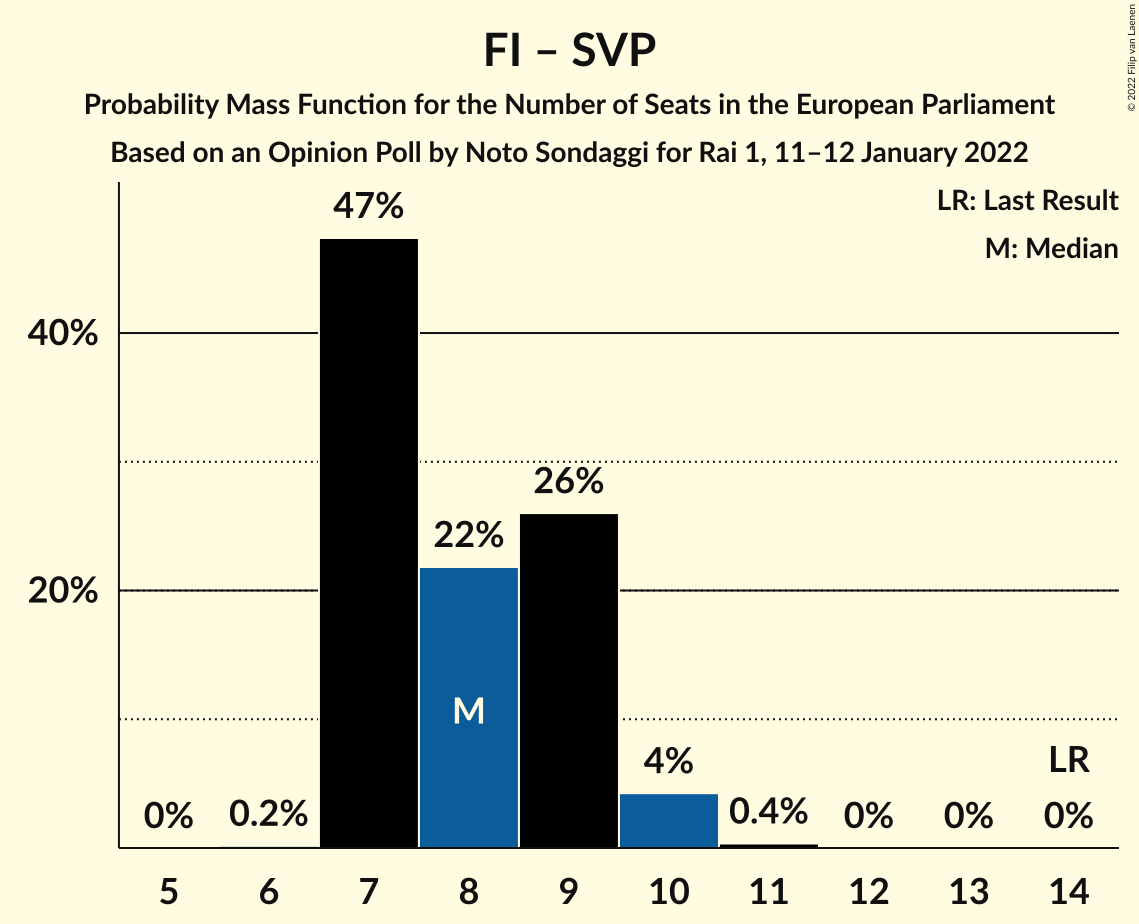 FI – SVP
Probability Mass Function for the Number of Seats in the European Parliament
Based on an Opinion Poll by Noto Sondaggi for Rai 1, 11–12 January 2022
© 2022 Filip van Laenen
LR: Last Result
M: Median
47%
40%
26%
22%
20%
M
4%
LR
0%
0.2%
0.4%
0%
0%
0%
5 6 7 8 9 10 11 12 13 14